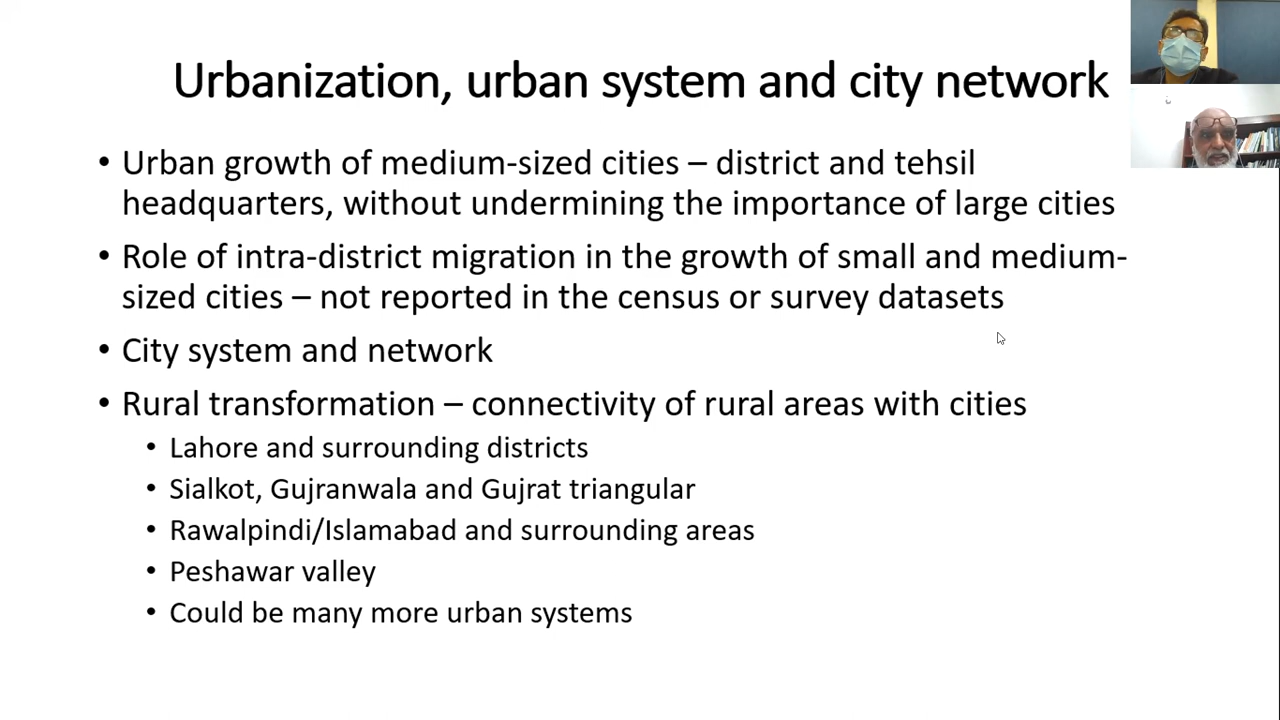 Urbanization, urban system and city network
• Urban growth of medium-sized cities – district and tehsil
headquarters, without undermining the importance of large cities
• Role of intra-district migration in the growth of small and medium-
sized cities – not reported in the census or survey datasets
• City system and network
• Rural transformation – connectivity of rural areas with cities
• Lahore and surrounding districts
• Sialkot, Gujranwala and Gujrat triangular
• Rawalpindi/Islamabad and surrounding areas
• Peshawar valley
• Could be many more urban systems